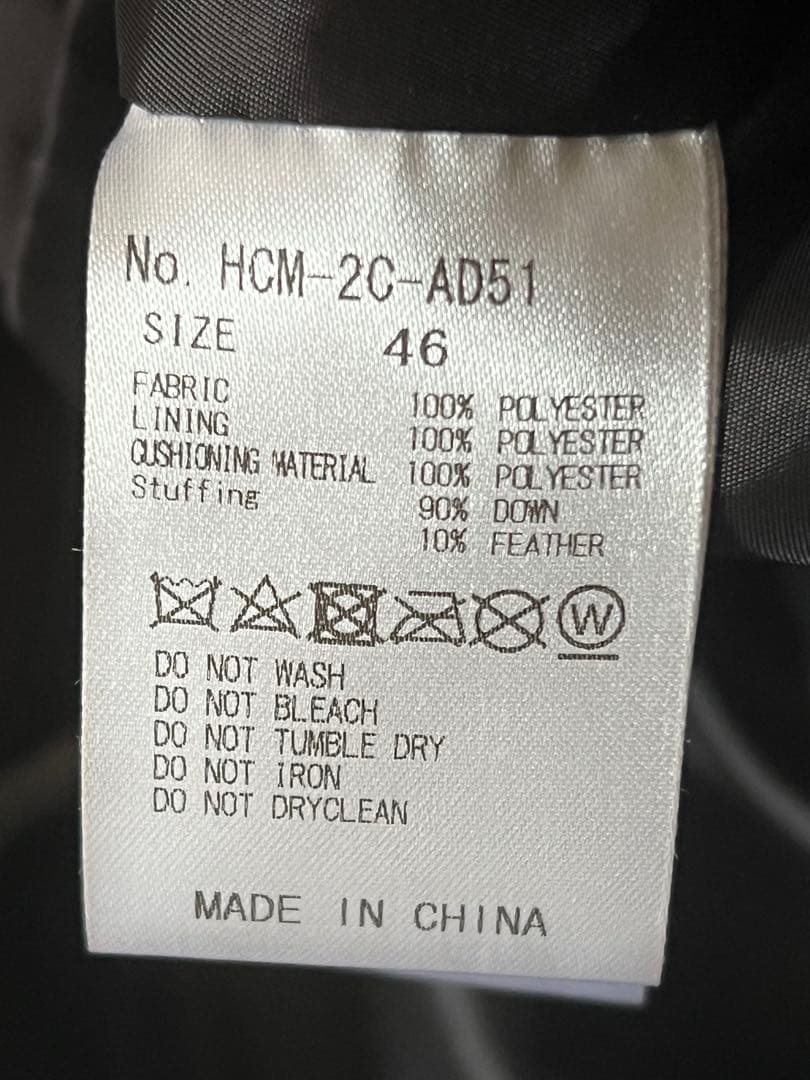 No. HCM-2C-AD51
SIZE 46
FABRIC 100% POLYESTER
LINING 100% POLYESTER
CUSHIONING MATERIAL 100% POLYESTER
Stuffing 90% DOWN
10% FEATHER
W
DO NOT WASH
DO NOT BLEACH
DO NOT TUMBLE DRY
DO NOT IRON
DO NOT DRYCLEAN
MADE IN CHINA